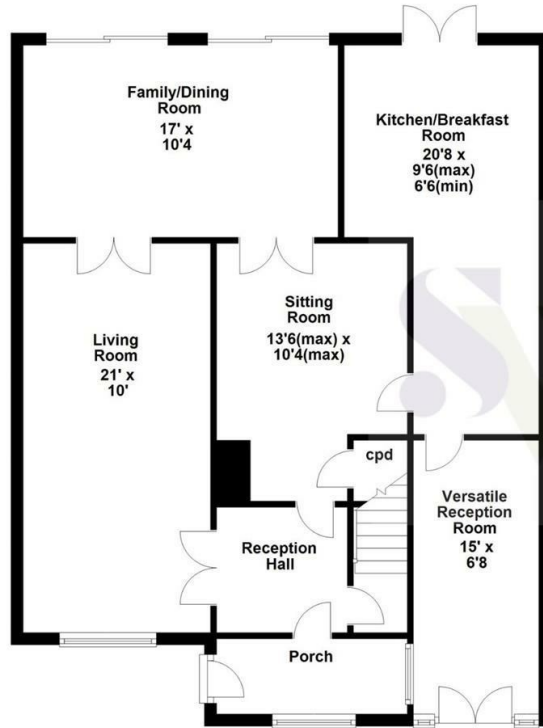 Family/Dining
Room
17' x
10'4
Kitchen/Breakfast
Room
20'8 x
9'6(max)
6'6(min)
Living
Room
21' x
10'
Sitting
Room
13'6(max) x
10'4(max)
cpd
Versatile
Reception
Room
15' x
6'8
Reception
Hall
Porch